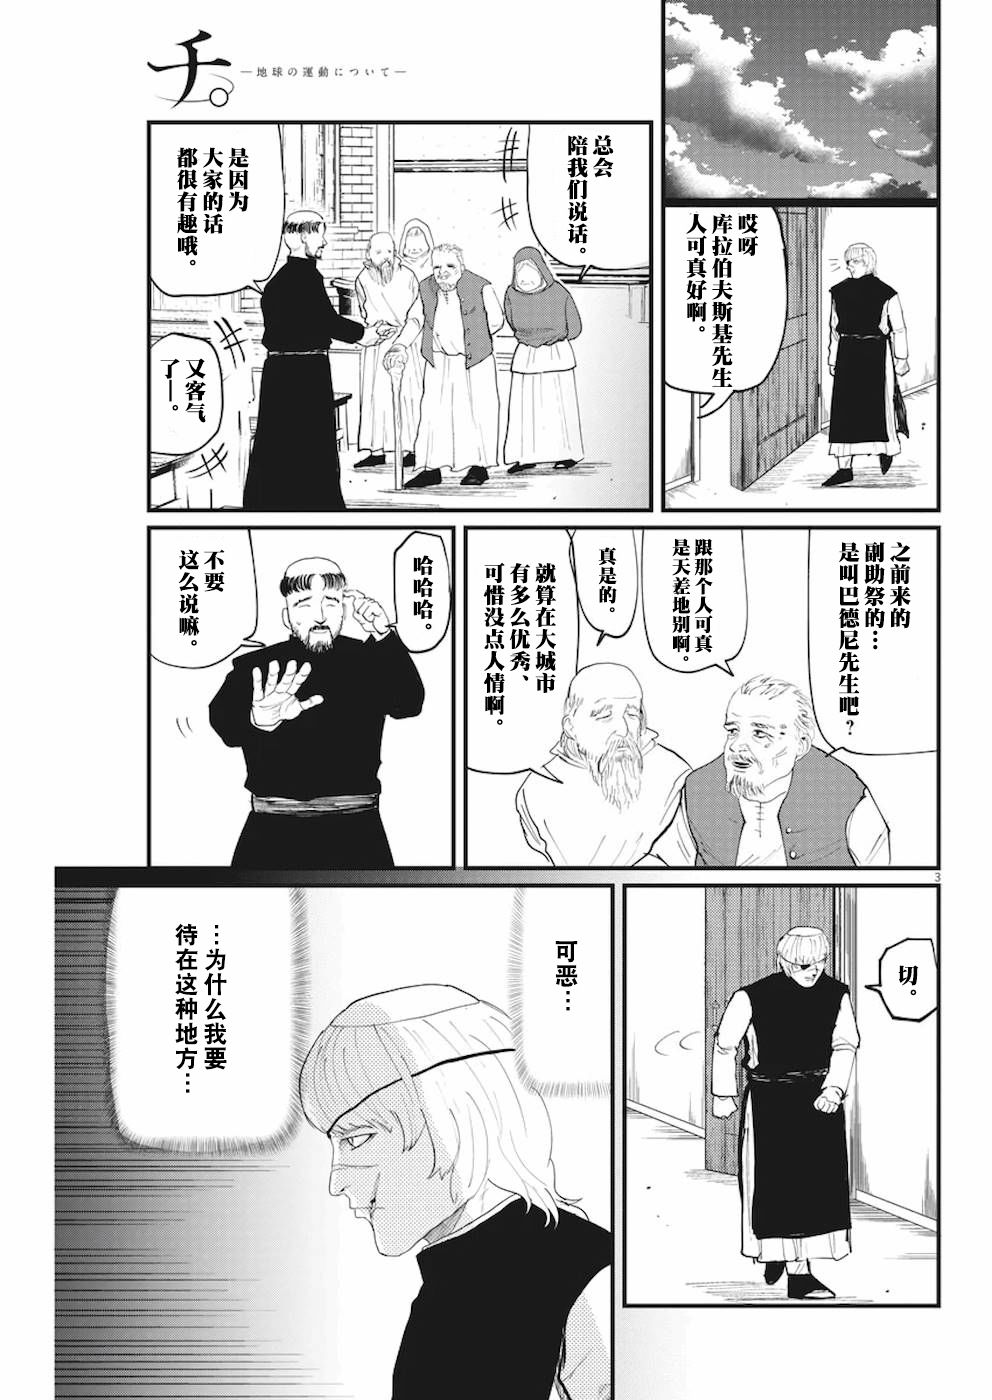 チ。
—地球の運動について—
哎呀
库拉伯夫斯基先生
人可真好啊。
总会
陪我们说话。
是因为
大家的话
都很有趣哦。
又客气
了—。
之前来的
副助祭的…
是叫巴德尼先生吧?
跟那个人可真
是天差地别啊。
真是的。
就算在大城市
有多么优秀、
可惜没点人情啊。
哈哈哈。
不要
这么说嘛。
3
切。
可恶…
…为什么我要
待在这种地方…